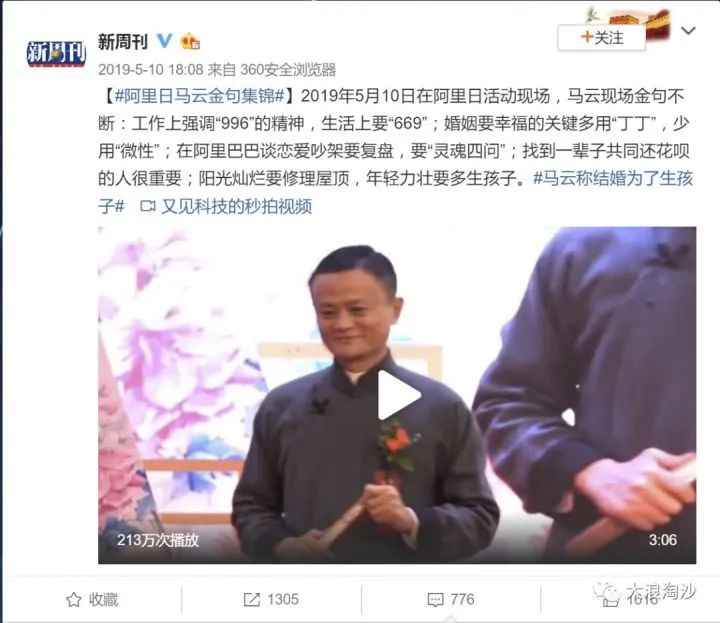 新周刊
新周刊
+关注
2019-5-10 18:08 来自 360安全浏览器
【#阿里日马云金句集锦#】2019年5月10日在阿里日活动现场，马云现场金句不
断：工作上强调“996”的精神，生活上要“669”；婚姻要幸福的关键多用“丁丁”，少
用“微性”；在阿里巴巴谈恋爱吵架要复盘，要“灵魂四问”；找到一辈子共同还花呗
的人很重要；阳光灿烂要修理屋顶，年轻力壮要多生孩子。#马云称结婚为了生孩
子# 又见科技的秒拍视频
213万次播放
3:06
收藏
1305
776
1616
大浪淘沙